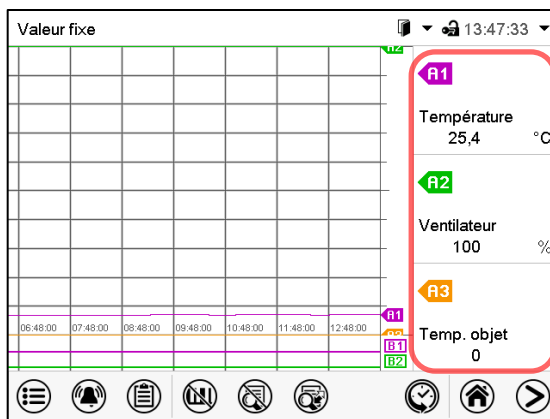 Valeur fixe
13:47:33
A2
A1
Température
25,4 °C
A2
Ventilateur
100 %
A3
Temp. objet
0
A1
06:48:00 07:48:00 08:48:00 09:48:00 10:48:00 11:48:00 12:48:00
B1
B2